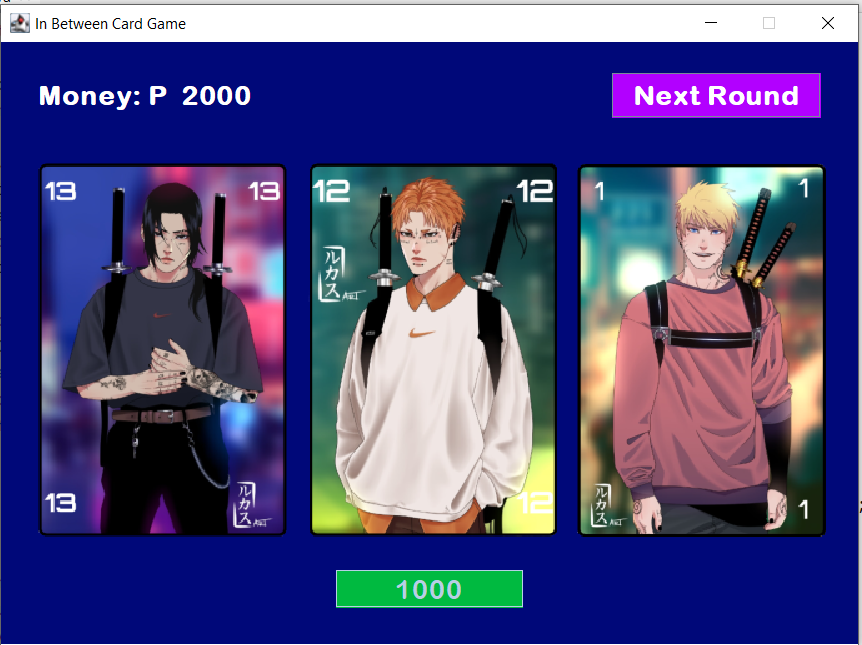 In Between Card Game
Money: P 2000
Next Round
13 13
12 12
1 1
ルカス
ART
13
ルカス
ART
12
ルカス
ART
1
1000